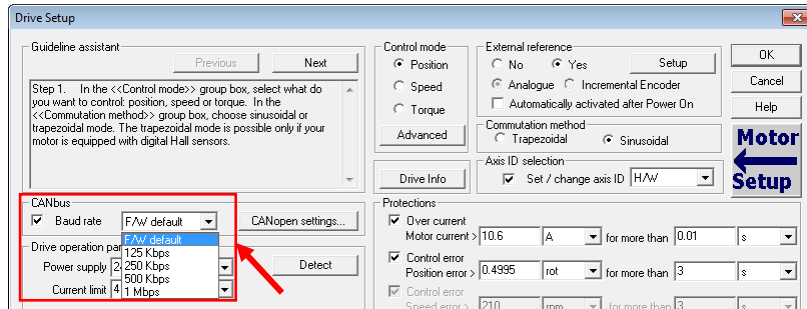 Drive Setup
Guideline assistant
Previous
Next
Step 1. In the <<Control mode>> group box, select what do
you want to control: position, speed or torque. In the
<<Commutation method>> group box, choose sinusoidal or
trapezoidal mode. The trapezoidal mode is possible only if your
motor is equipped with digital Hall sensors.
Control mode
Position
Speed
Torque
Advanced
External reference
No
Yes
Setup
Analogue
Incremental Encoder
Automatically activated after Power On
Commutation method
Trapezoidal
Sinusoidal
OK
Cancel
Help
Motor
Setup
Drive Info
Axis ID selection
Set / change axis ID
H/W
CANbus
Baud rate
F/W default
CANopen settings...
F/W default
125 Kbps
250 Kbps
500 Kbps
1 Mbps
Drive operation par
Power supply
2
Detect
Current limit
4
Protections
Over current
Motor current >
10.6
A
for more than
0.01
s
Control error
Position error >
0.4995
rot
for more than
3
s
Control error
Speed error >
210
rpm
for more than
3
s